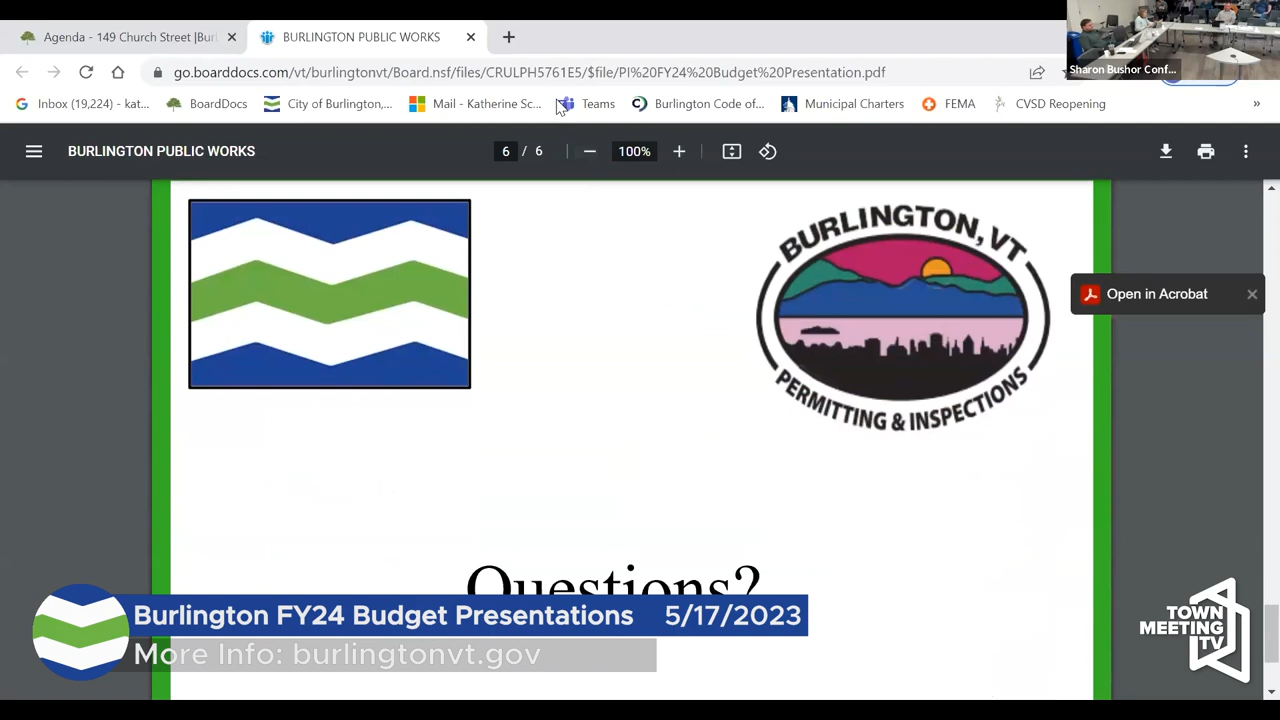 Agenda - 149 Church Street |Burl
BURLINGTON PUBLIC WORKS
go.boarddocs.com/vt/burlingtonvt/board.nsf/files/CRULPH5761E5/$file/PI%20FY24%20Budget%20Presentation.pdf
Sharon Bushor Conf...
Inbox (19,224) - kat...
BoardDocs
City of Burlington,...
Mail - Katherine Sc...
Teams
Burlington Code of...
Municipal Charters
FEMA
CVSD Reopening
BURLINGTON PUBLIC WORKS
6 / 6
100%
BURLINGTON, VT
PERMITTING & INSPECTIONS
Open in Acrobat
Questions?
Burlington FY24 Budget Presentations 5/17/2023
More Info: burlingtonvt.gov
TOWN
MEETING
TV